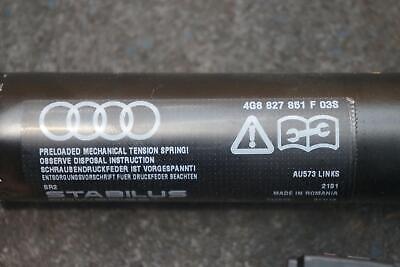 4G8 827 851 F 03S
PRELOADED MECHANICAL TENSION SPRING!
OBSERVE DISPOSAL INSTRUCTION
SCHRAUBENDRUCKFEDER IST VORGESPANNT!
ENTSORGUNGSVORSCHRIFT FUER DRUCKFEDER BEACHTEN
AU573 LINKS
SR2
2181
STABILUS
MADE IN ROMANIA